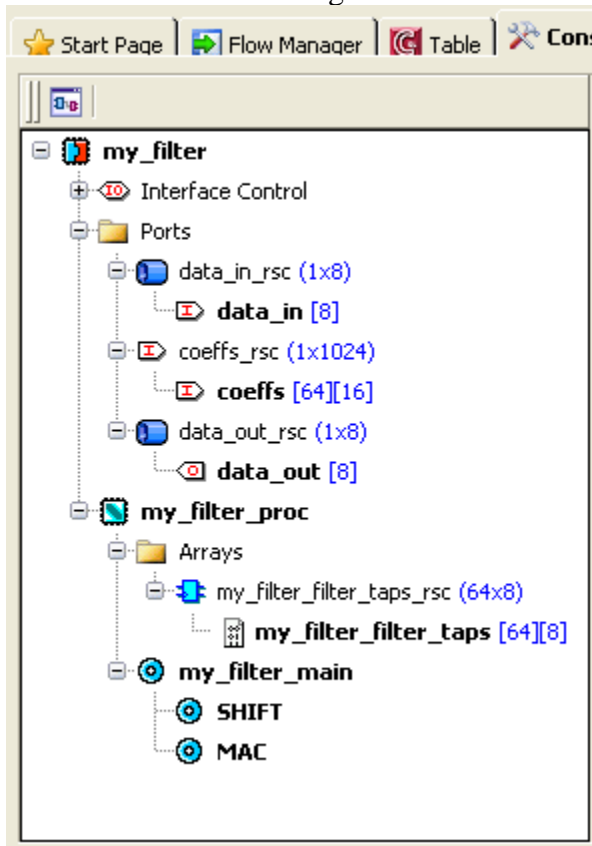 Start Page Flow Manager Table Cons
my_filter
Interface Control
Ports
data_in_rsc (1x8)
data_in [8]
coeffs_rsc (1x1024)
coeffs [64][16]
data_out_rsc (1x8)
data_out [8]
my_filter_proc
Arrays
my_filter_filter_taps_rsc (64x8)
my_filter_filter_taps [64][8]
my_filter_main
SHIFT
MAC